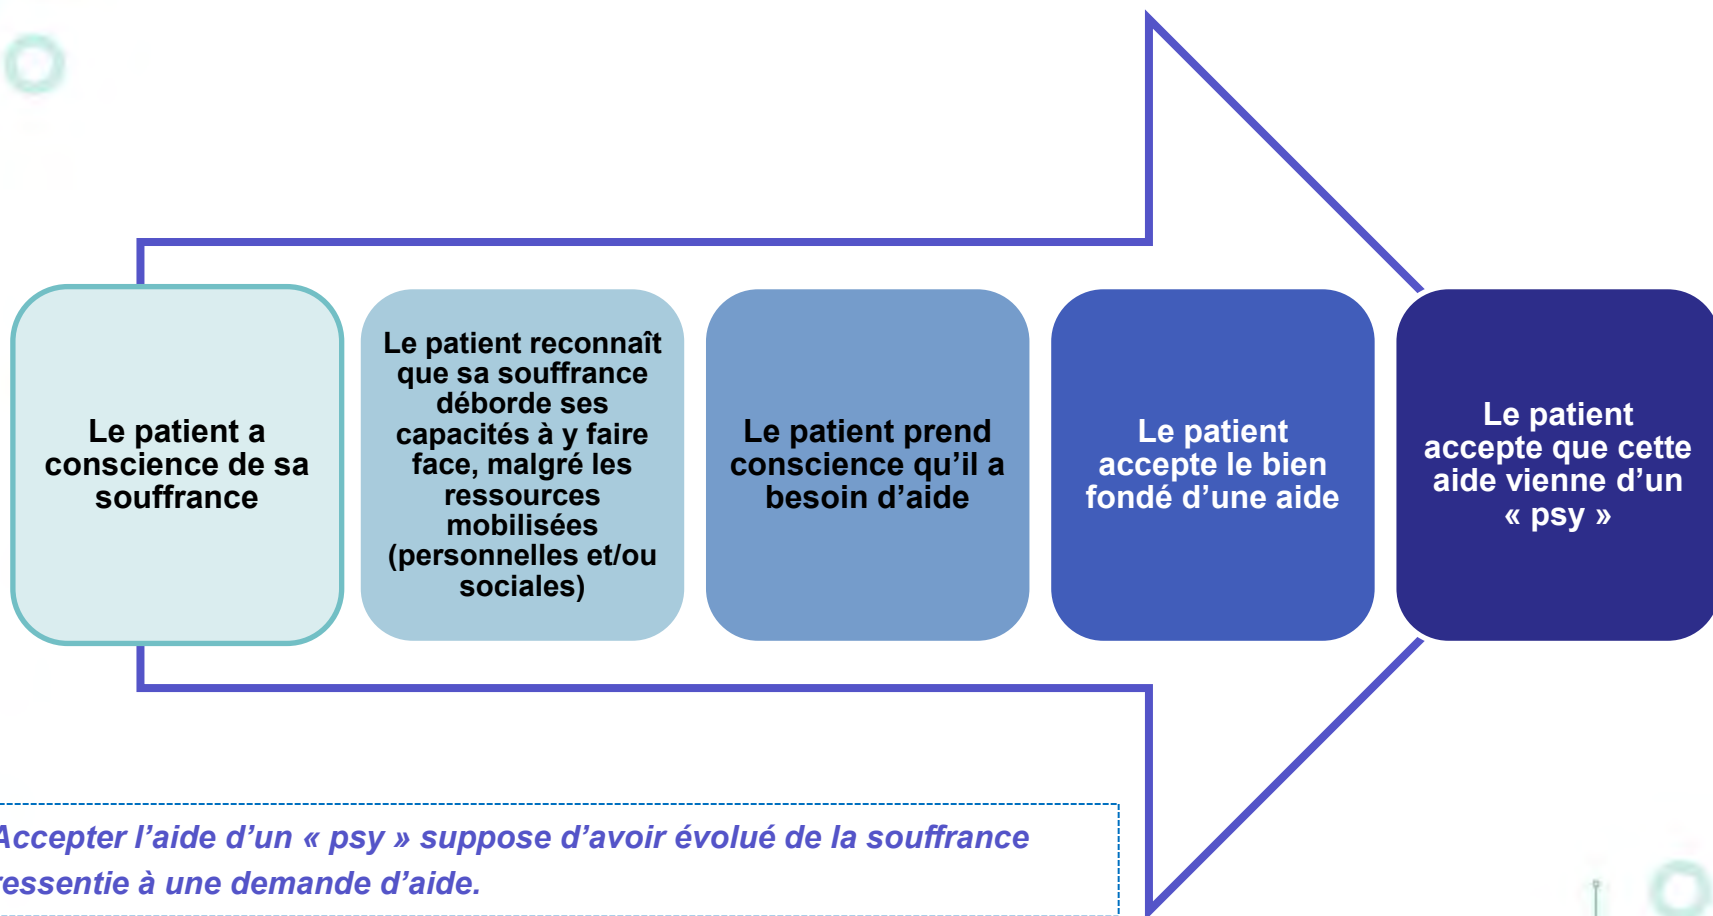 Le patient a
conscience de sa
souffrance
Le patient reconnaît
que sa souffrance
déborde ses
capacités à y faire
face, malgré les
ressources
mobilisées
(personnelles et/ou
sociales)
Le patient prend
conscience qu’il a
besoin d’aide
Le patient
accepte le bien
fondé d’une aide
Le patient
accepte que cette
aide vienne d’un
« psy »
Accepter l’aide d’un « psy » suppose d’avoir évolué de la souffrance
ressentie à une demande d’aide.